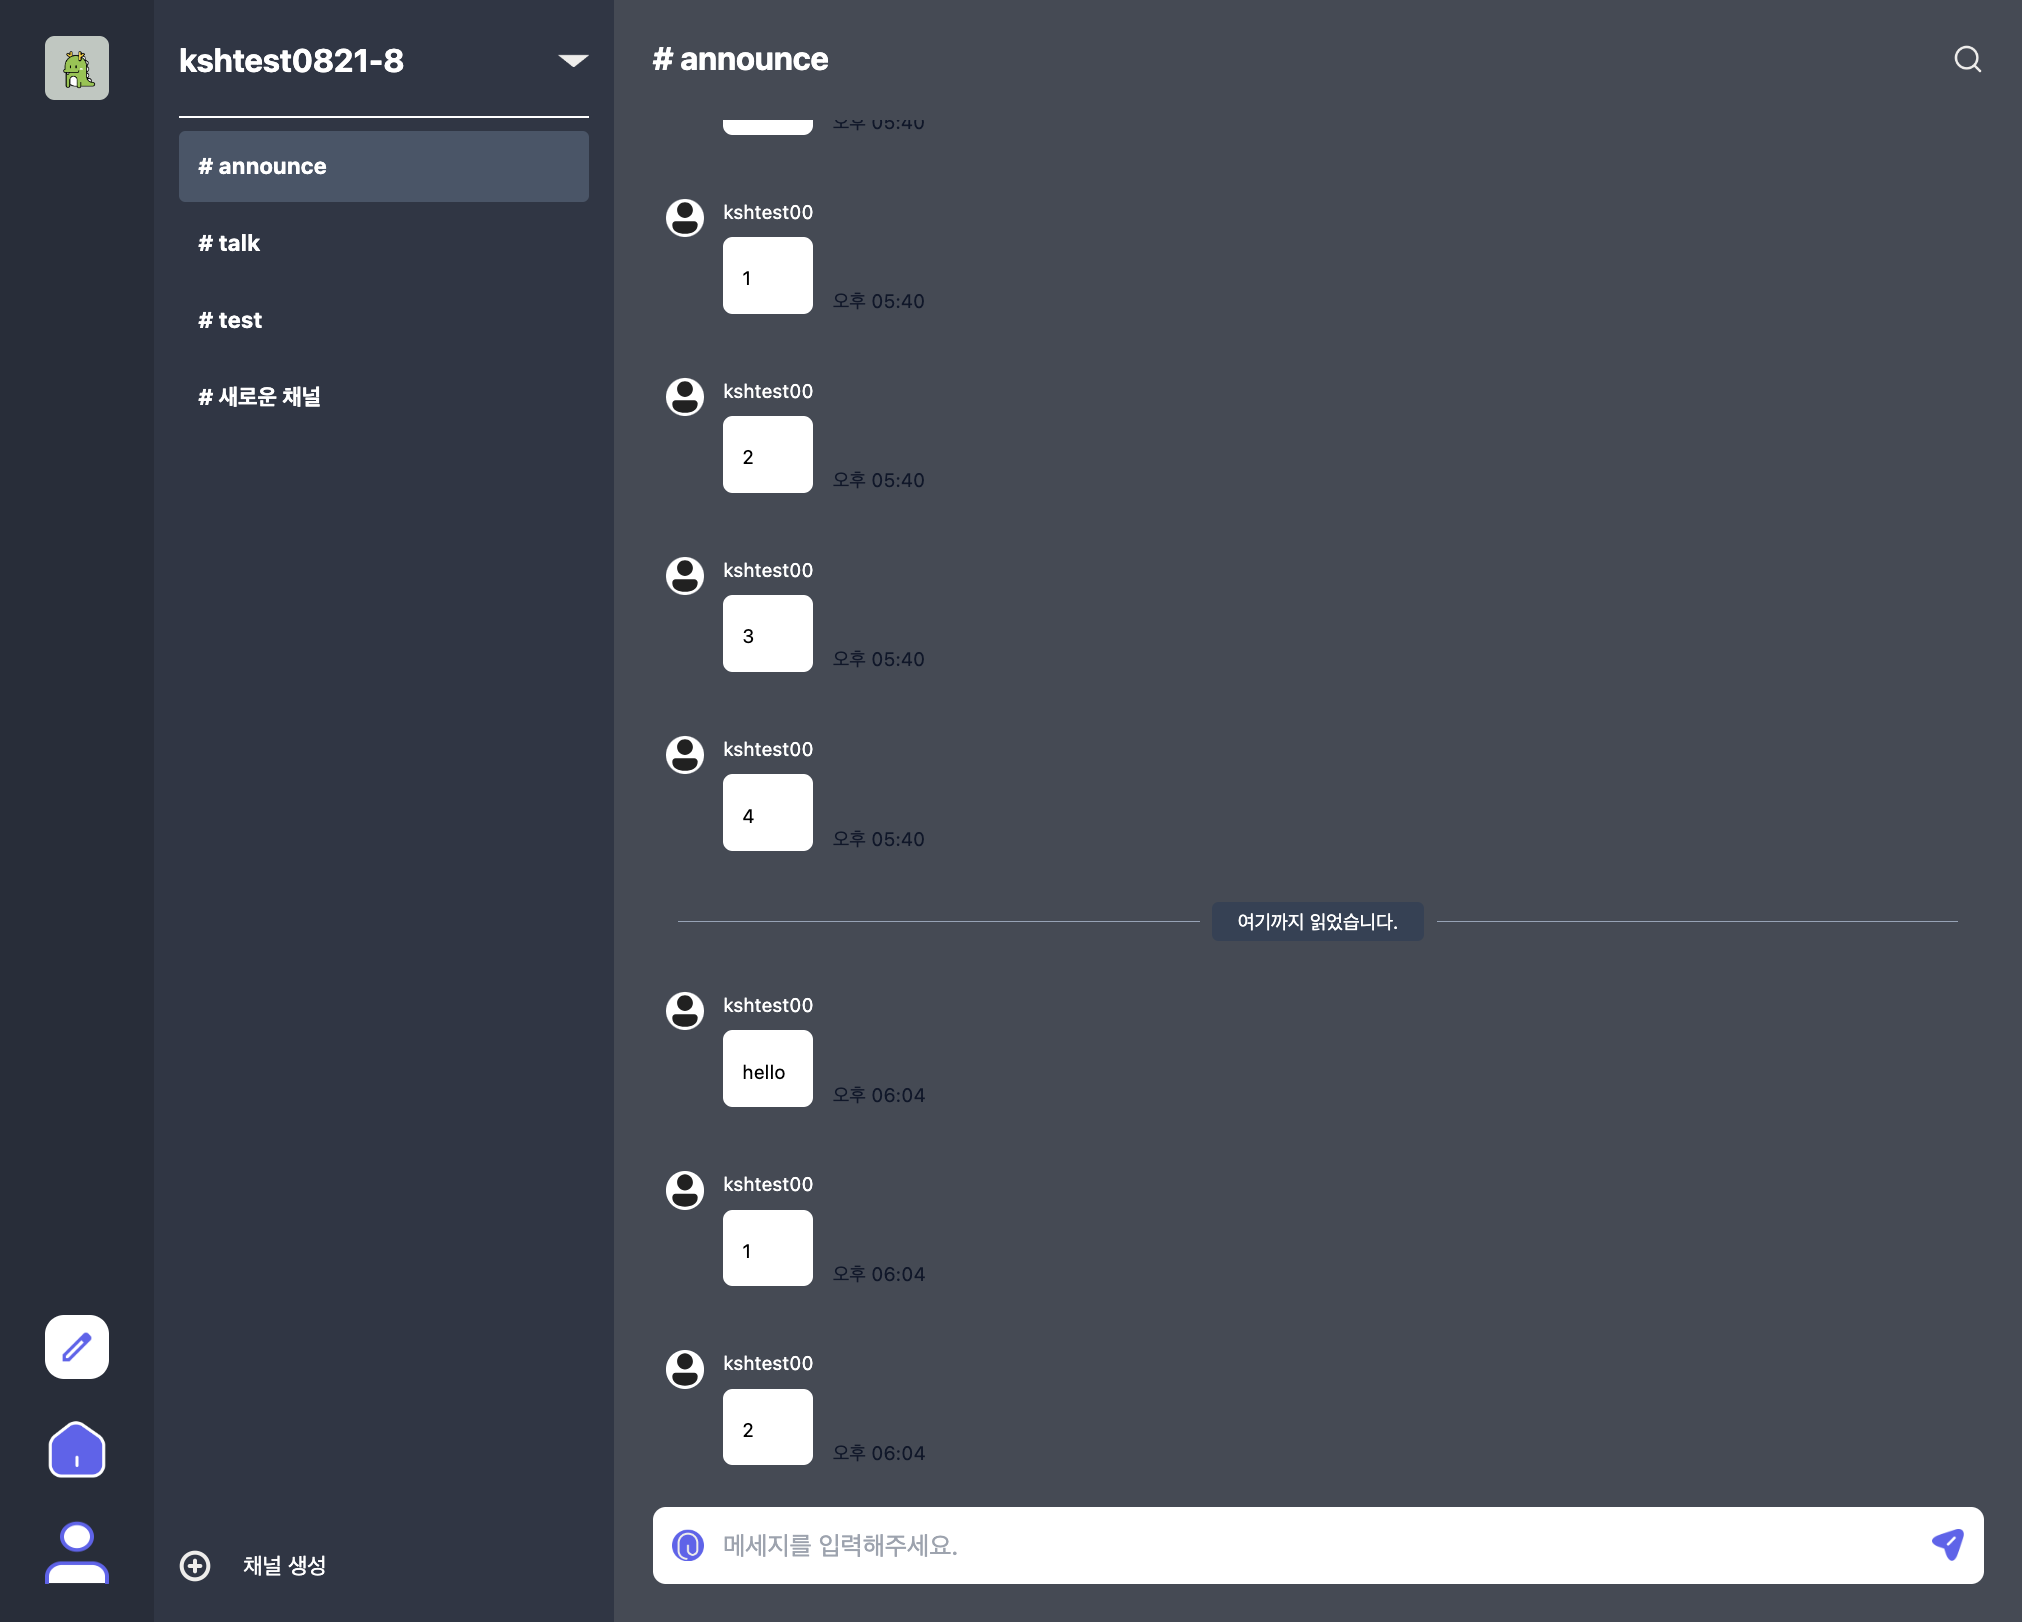 kshtest0821-8
# announce
# talk
# test
# 새로운 채널
채널 생성
# announce
오후 05:40
kshtest00
1
오후 05:40
kshtest00
2
오후 05:40
kshtest00
3
오후 05:40
kshtest00
4
오후 05:40
여기까지 읽었습니다.
kshtest00
hello
오후 06:04
kshtest00
1
오후 06:04
kshtest00
2
오후 06:04
메세지를 입력해주세요.